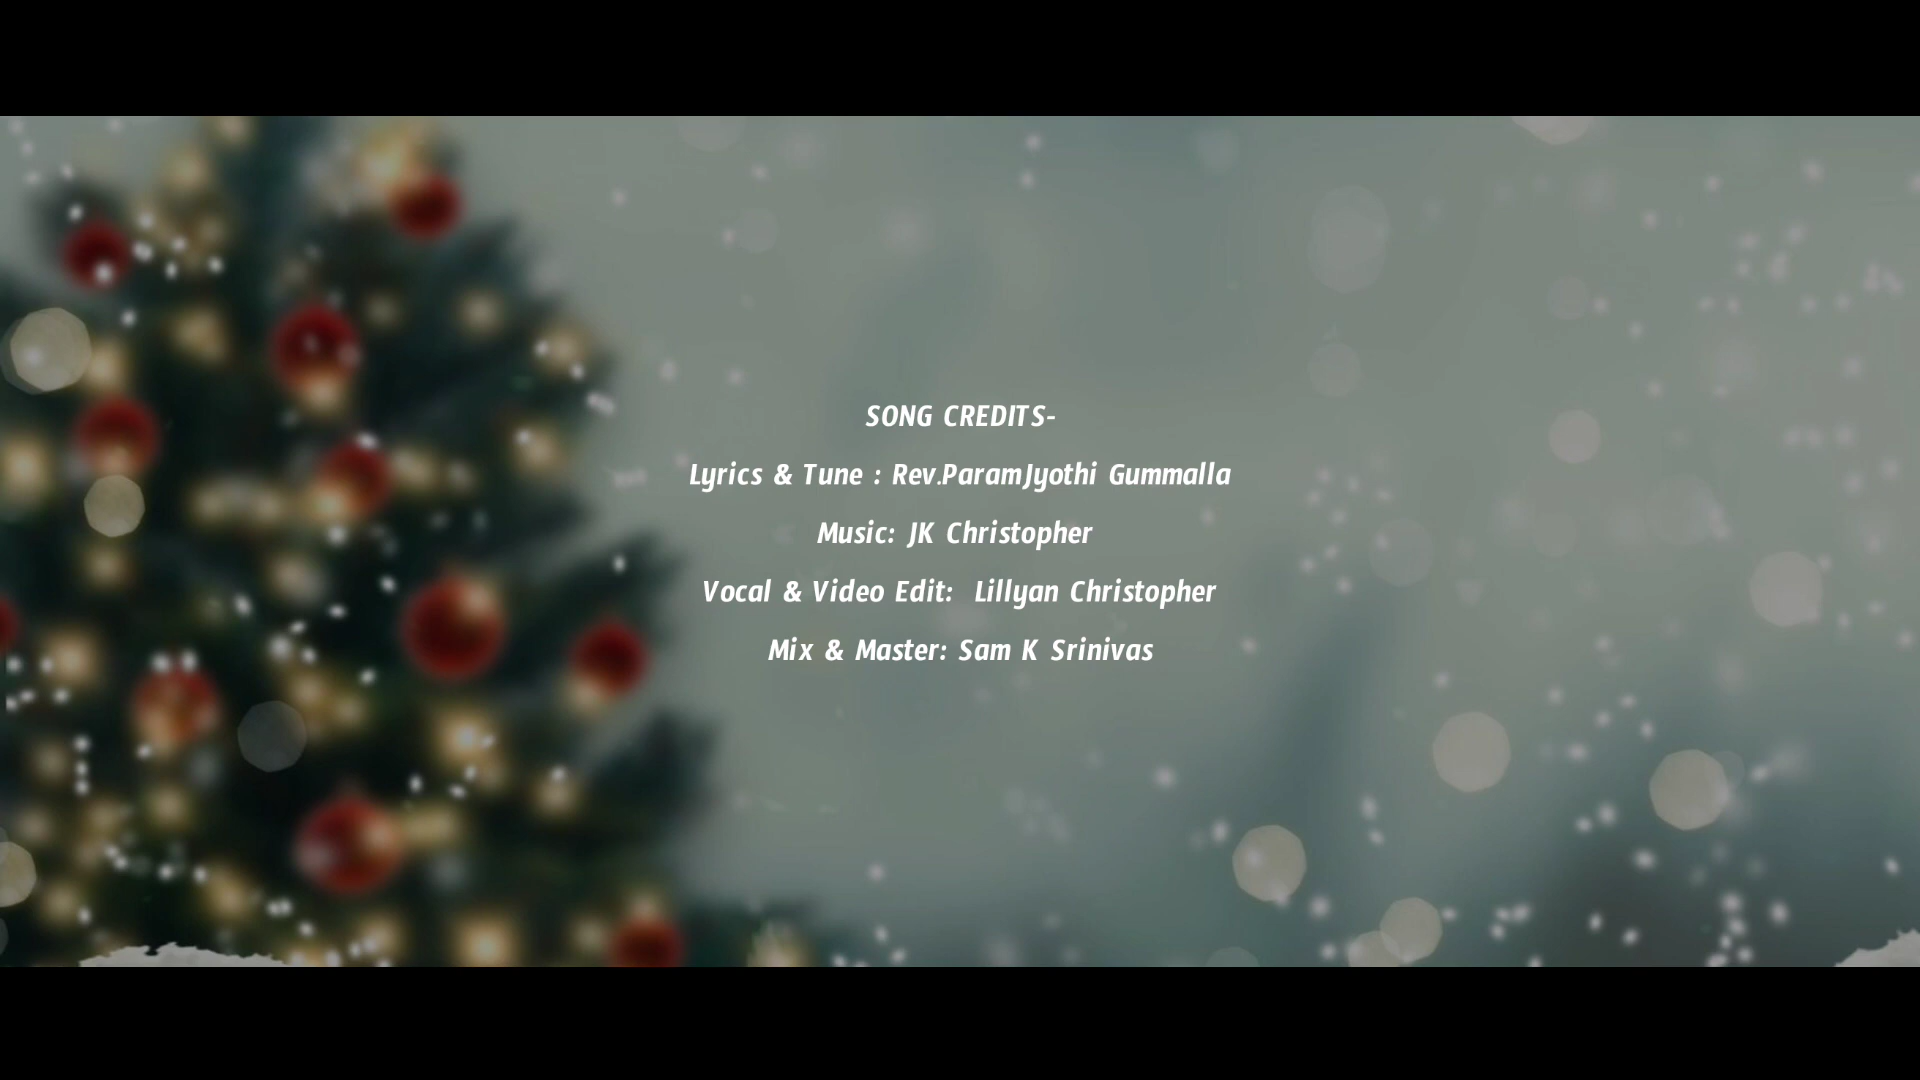 SONG CREDITS-
Lyrics & Tune : Rev.ParamJyothi Gummalla
Music: JK Christopher
Vocal & Video Edit: Lillyan Christopher
Mix & Master: Sam K Srinivas